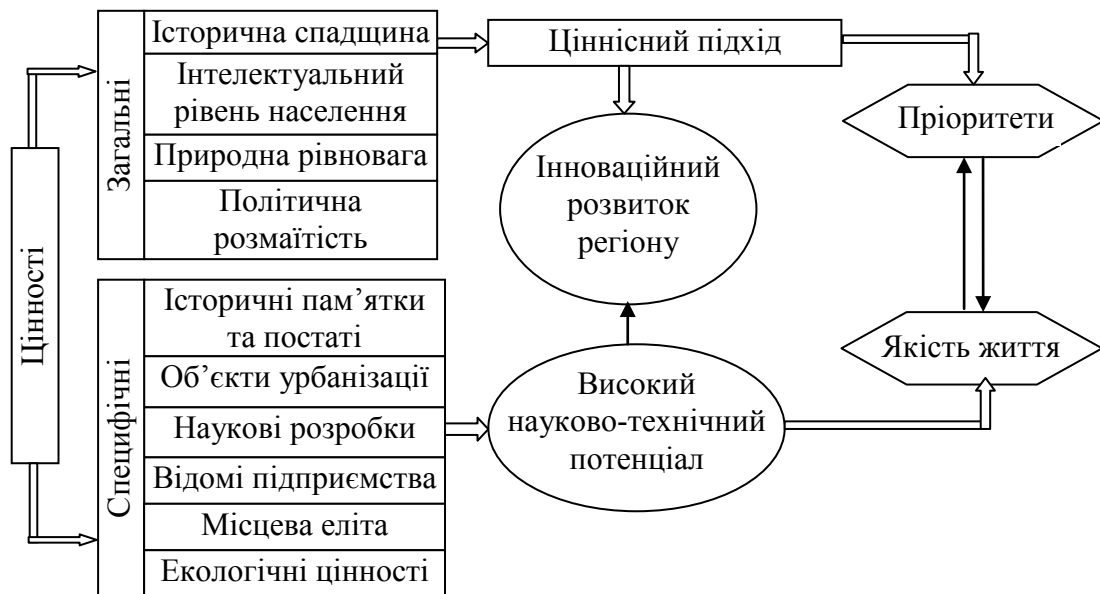 Цінності
Загальні
Історична спадщина
Інтелектуальний
рівень населення
Природна рівновага
Політична
розмаїтість
Специфічні
Історичні пам’ятки
та постаті
Об’єкти урбанізації
Наукові розробки
Відомі підприємства
Місцева еліта
Екологічні цінності
Ціннісний підхід
Інноваційний
розвиток
регіону
Високий
науково-технічний
потенціал
Пріоритети
Якість життя